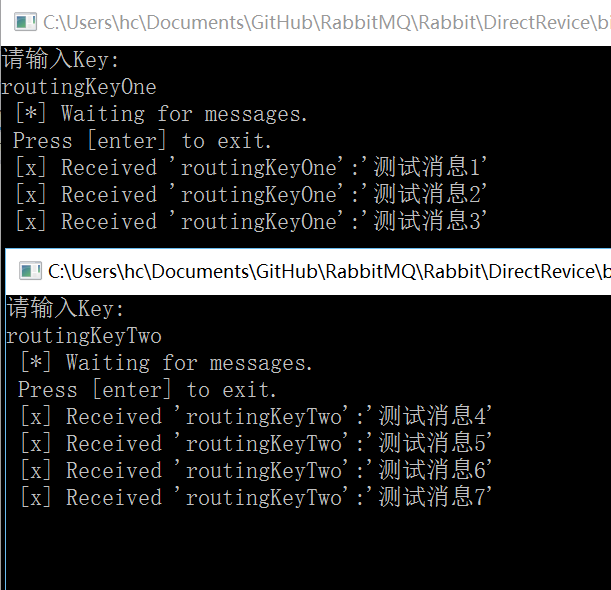 C:\Users\hc\Documents\GitHub\RabbitMQ\Rabbit\DirectRevice\bi
请输入Key:
routingKeyOne
[*] Waiting for messages.
Press [enter] to exit.
[x] Received 'routingKeyOne':'测试消息1'
[x] Received 'routingKeyOne':'测试消息2'
[x] Received 'routingKeyOne':'测试消息3'
C:\Users\hc\Documents\GitHub\RabbitMQ\Rabbit\DirectRevice\b
请输入Key:
routingKeyTwo
[*] Waiting for messages.
Press [enter] to exit.
[x] Received 'routingKeyTwo':'测试消息4'
[x] Received 'routingKeyTwo':'测试消息5'
[x] Received 'routingKeyTwo':'测试消息6'
[x] Received 'routingKeyTwo':'测试消息7'